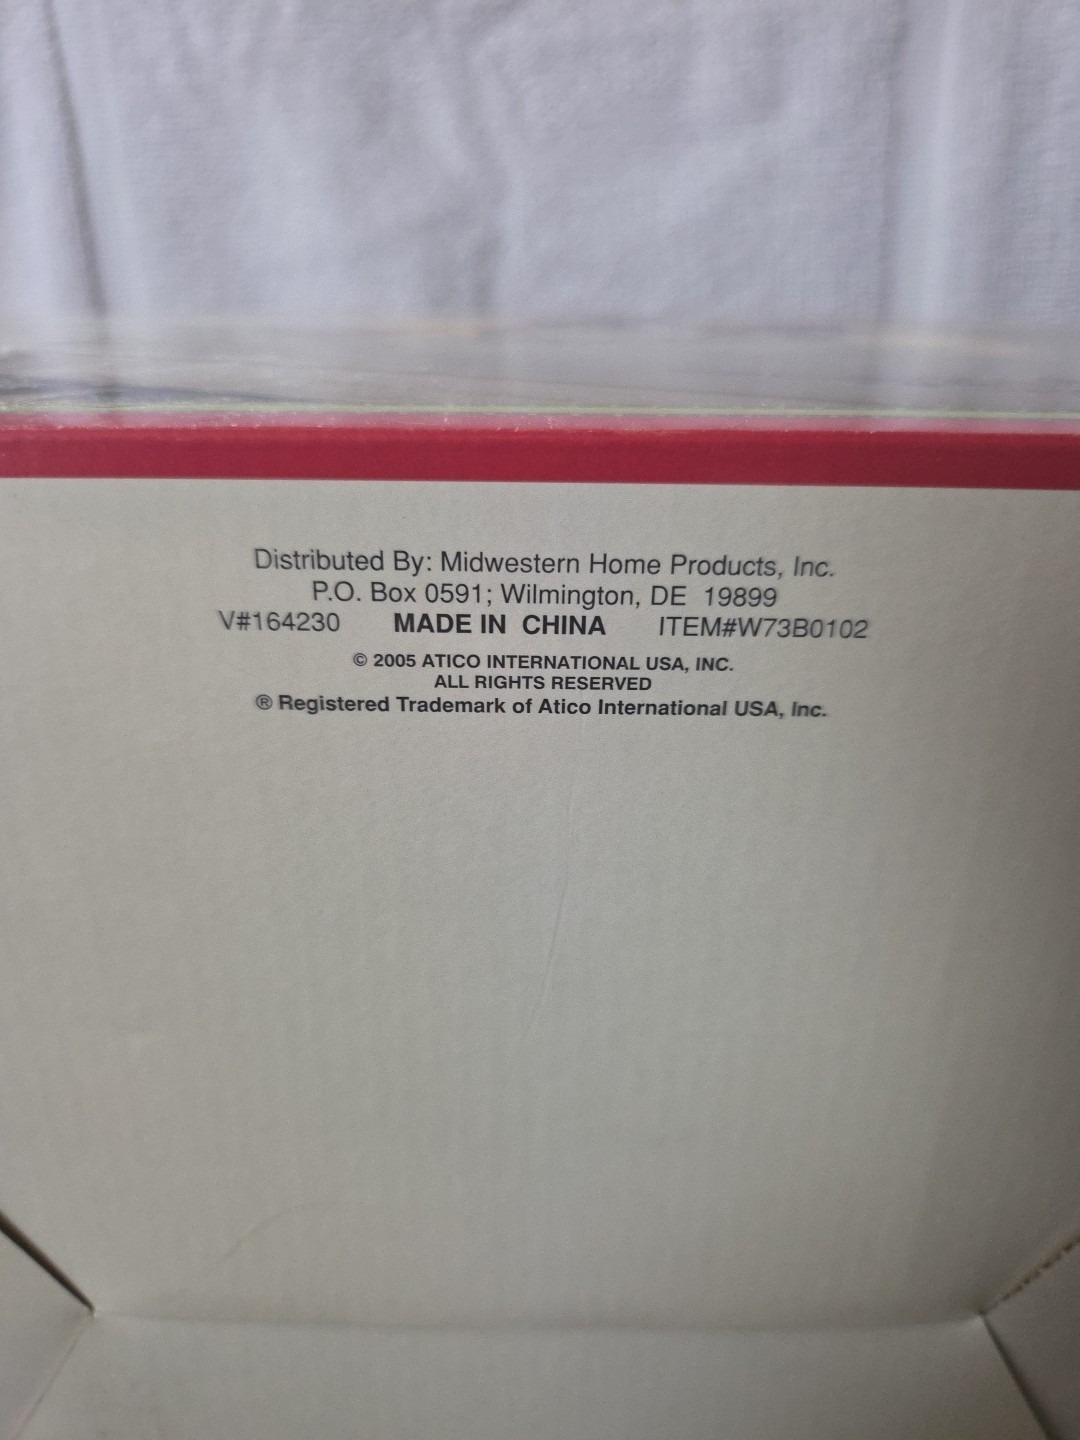 Distributed By: Midwestern Home Products, Inc.
P.O. Box 0591; Wilmington, DE 19899
V#164230 MADE IN CHINA ITEM#W73B0102
© 2005 ATICO INTERNATIONAL USA, INC.
ALL RIGHTS RESERVED
® Registered Trademark of Atico International USA, Inc.